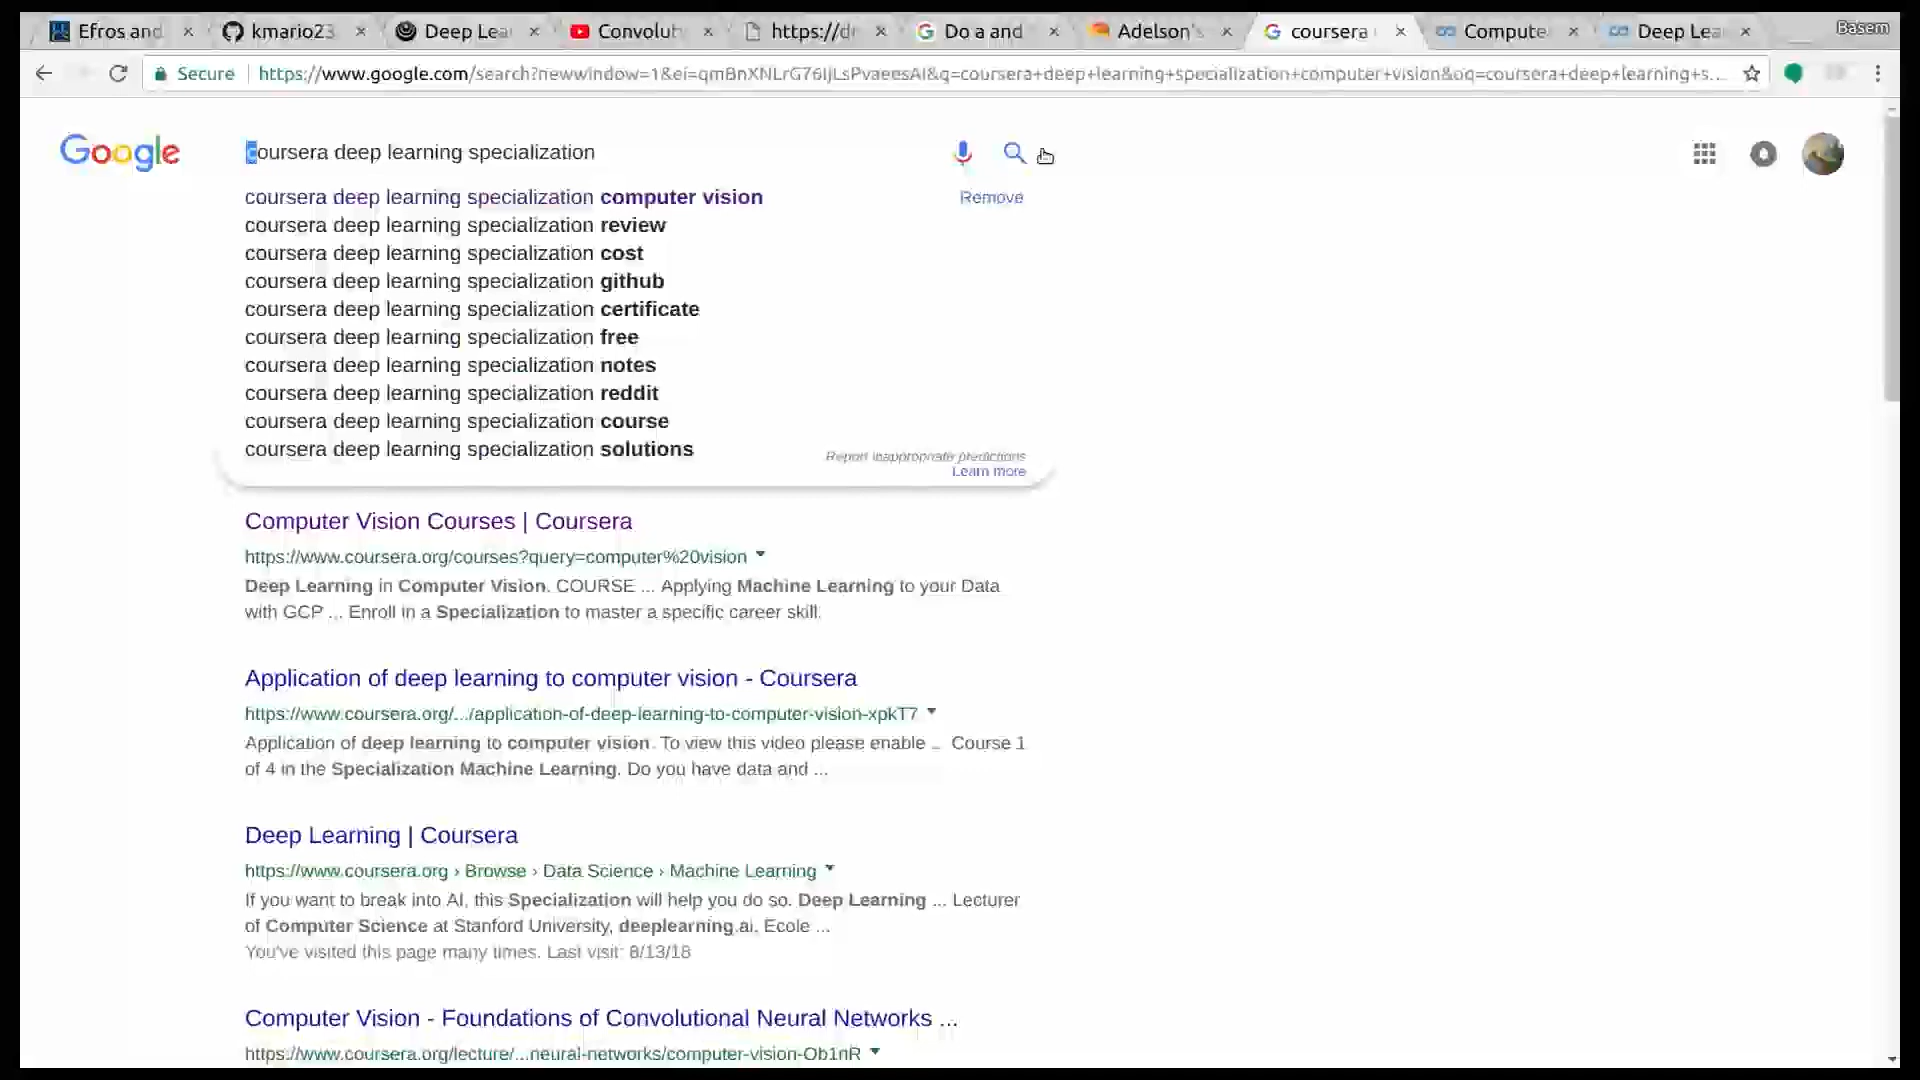 Efros and
kmario23
Deep Lea
Convolut
https://d
Do a and
Adelson's
coursera
Compute
Deep Lea
Basem
Secure
https://www.google.com/search?newwindow=1&ei=qmBnXNLrG76IjLsPvaeesAI&q=coursera+deep+learning+specialization+computer+vision&oq=coursera+deep+learning+s...
Google
coursera deep learning specialization
coursera deep learning specialization computer vision
Remove
coursera deep learning specialization review
coursera deep learning specialization cost
coursera deep learning specialization github
coursera deep learning specialization certificate
coursera deep learning specialization free
coursera deep learning specialization notes
coursera deep learning specialization reddit
coursera deep learning specialization course
coursera deep learning specialization solutions
Report inappropriate predictions
Learn more
Computer Vision Courses | Coursera
https://www.coursera.org/courses?query=computer%20vision
Deep Learning in Computer Vision. COURSE ... Applying Machine Learning to your Data
with GCP ... Enroll in a Specialization to master a specific career skill.
Application of deep learning to computer vision - Coursera
https://www.coursera.org/.../application-of-deep-learning-to-computer-vision-xpkT7
Application of deep learning to computer vision. To view this video please enable ... Course 1
of 4 in the Specialization Machine Learning. Do you have data and ...
Deep Learning | Coursera
https://www.coursera.org › Browse › Data Science › Machine Learning
If you want to break into AI, this Specialization will help you do so. Deep Learning ... Lecturer
of Computer Science at Stanford University, deeplearning.ai, Ecole ...
You've visited this page many times. Last visit: 8/13/18
Computer Vision - Foundations of Convolutional Neural Networks ...
https://www.coursera.org/lecture/...neural-networks/computer-vision-Ob1nR